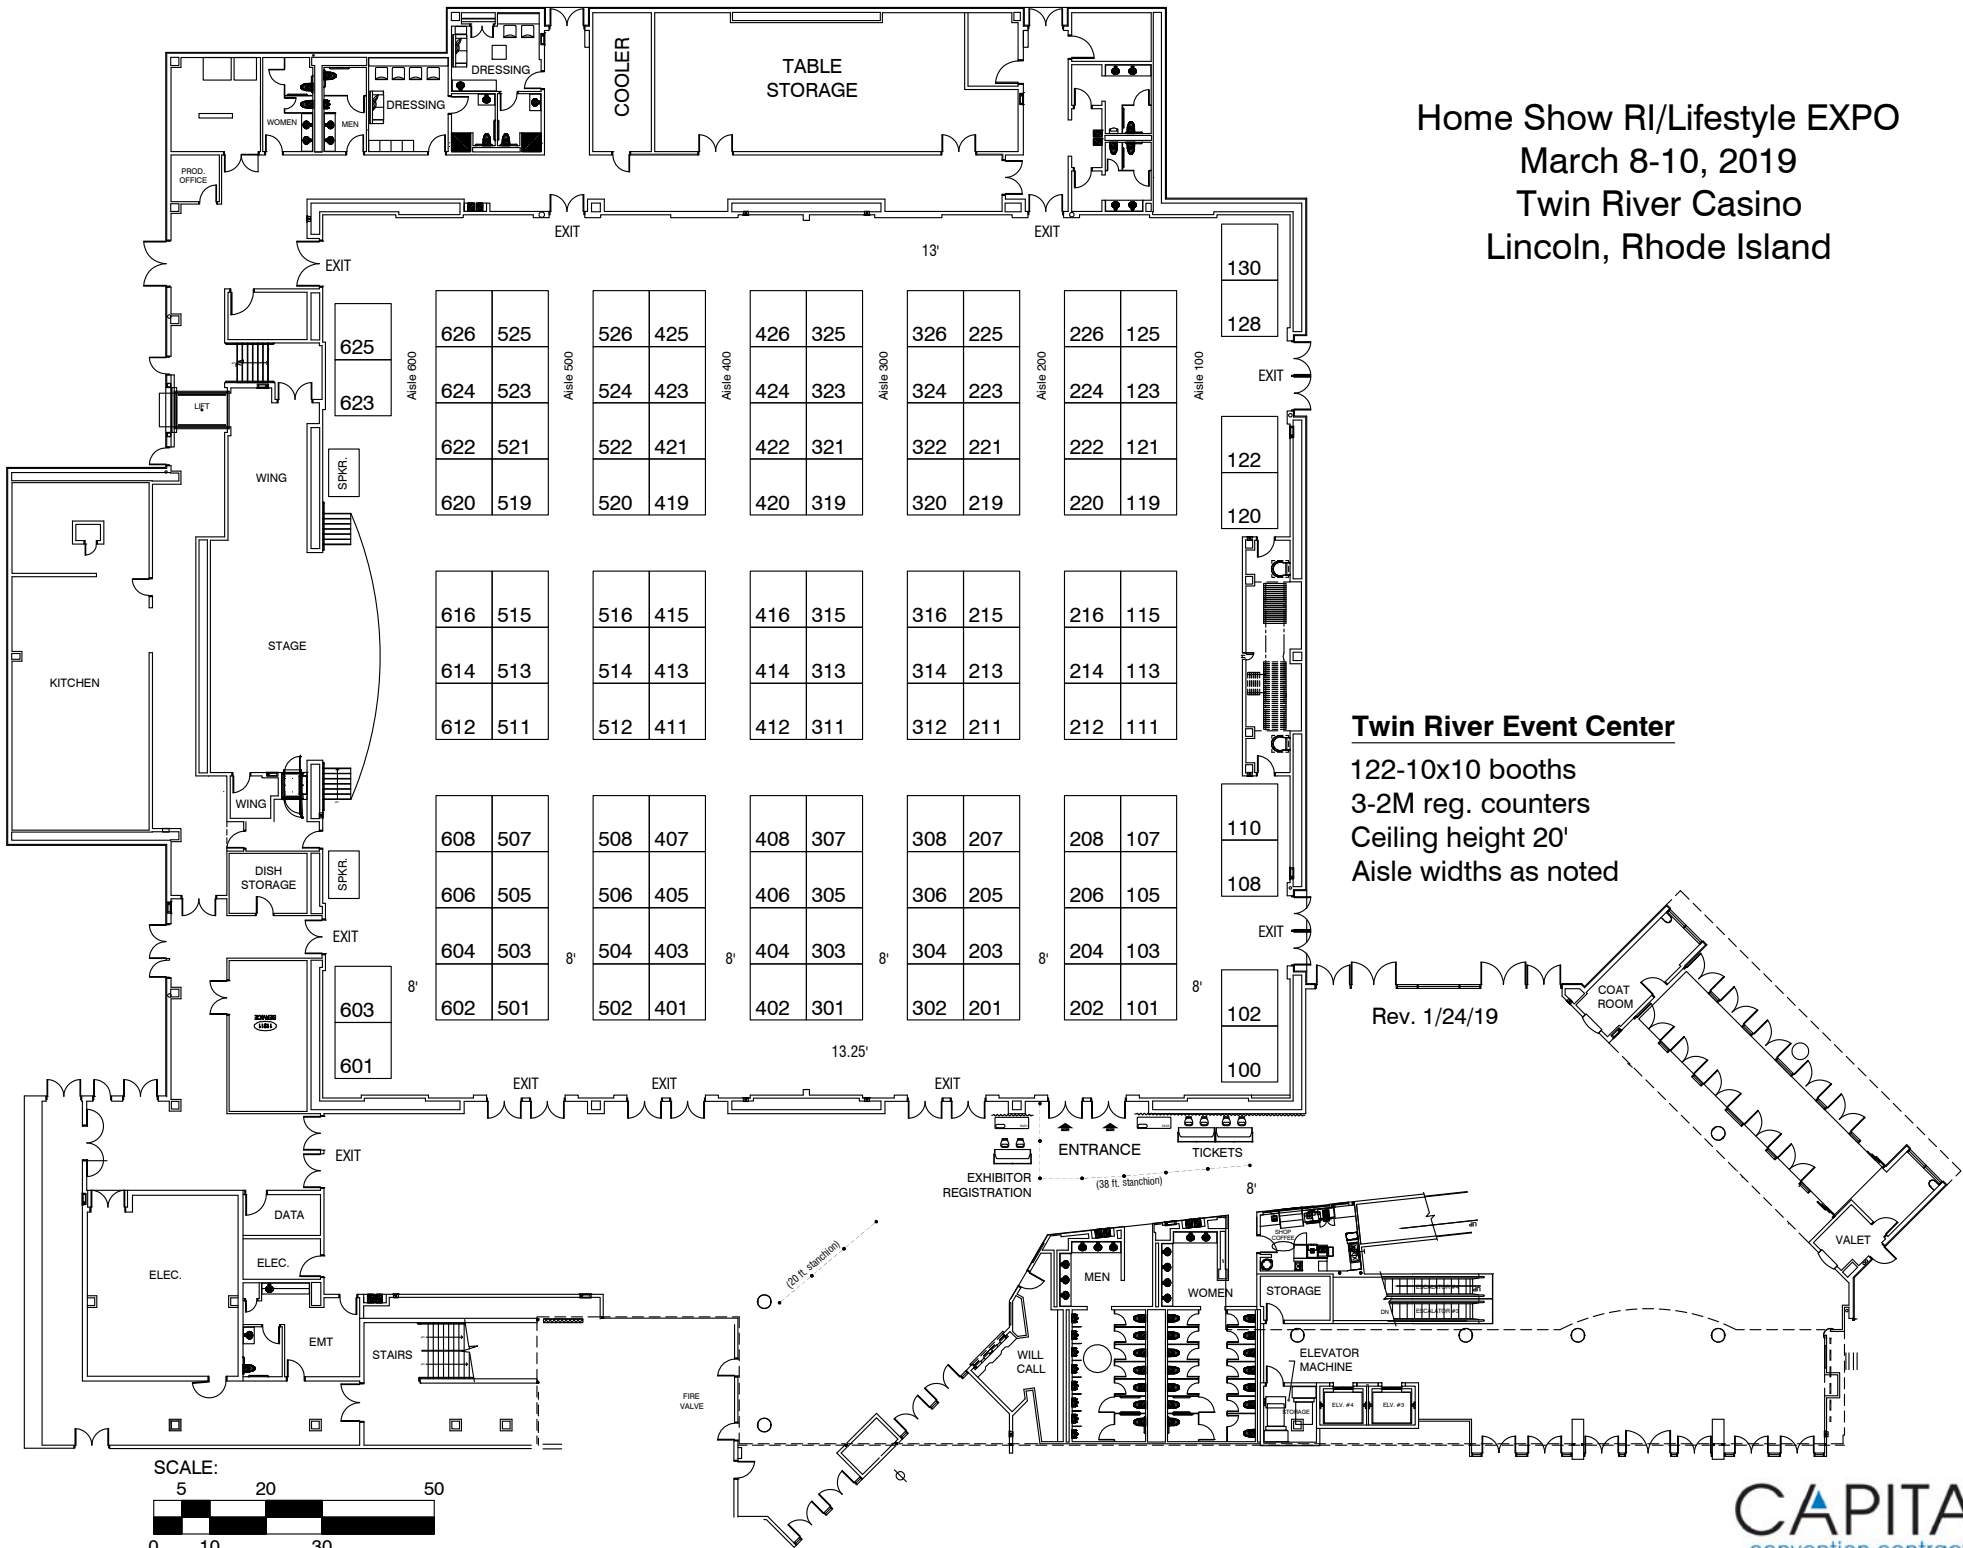 Home Show RI/Lifestyle EXPO
March 8-10, 2019
Twin River Casino
Lincoln, Rhode Island
DRESSING
COOLER
TABLE
STORAGE
DRESSING
WOMEN
MEN
PROD.
OFFICE
EXIT
EXIT
13'
EXIT
130
128
626 525 526 425 426 325 326 225 226 125
625
Aisle 600
Aisle 500
Aisle 400
Aisle 300
Aisle 200
Aisle 100
EXIT
624 523 524 423 424 323 324 223 224 123
623
LIFT
622 521 522 421 422 321 322 221 222 121
122
WING
SPKR.
620 519 520 419 420 319 320 219 220 119
120
616 515 516 415 416 315 316 215 216 115
STAGE
KITCHEN
614 513 514 413 414 313 314 213 214 113
612 511 512 411 412 311 312 211 212 111
Twin River Event Center
122-10x10 booths
3-2M reg. counters
Ceiling height 20'
Aisle widths as noted
WING
608 507 508 407 408 307 308 207 208 107
110
DISH
STORAGE
SPKR.
606 505 506 405 406 305 306 205 206 105
108
EXIT
EXIT
604 503 504 403 404 303 304 203 204 103
8' 8' 8' 8'
8' 8'
603
602 501 502 401 402 301 302 201 202 101
102
SERVICE
COAT
ROOM
Rev. 1/24/19
601
13.25'
100
EXIT
EXIT
EXIT
ENTRANCE
TICKETS
EXIT
EXHIBITOR
REGISTRATION
(38 ft. stanchion)
8'
DATA
(20 ft. stanchion)
SHOP
COFFEE
VALET
ELEC.
ELEC.
MEN
WOMEN
STORAGE
DN
ESCALATOR #3
EMT
STAIRS
WILL
CALL
ELEVATOR
MACHINE
FIRE
VALVE
STORAGE
ELV. #4
ELV. #3
SCALE:
5 20 50
0 10 30
CAPITA